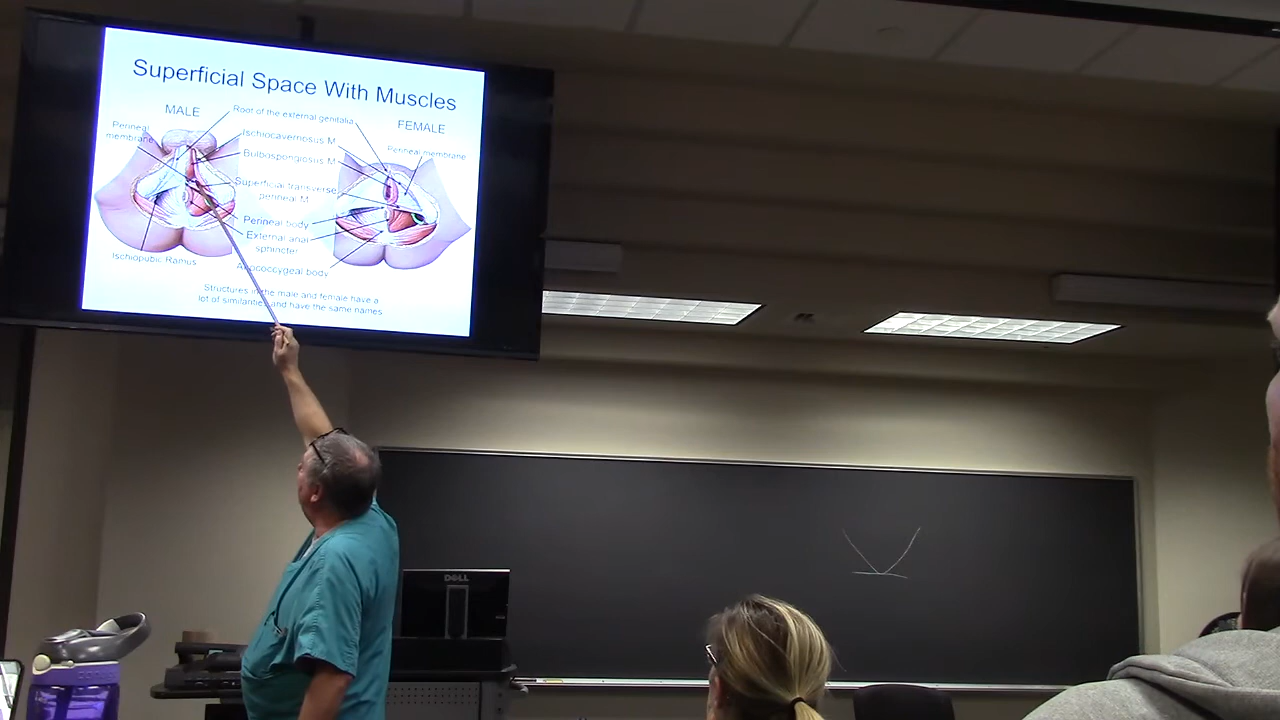 Superficial Space With Muscles
MALE
Root of the external genitalia
FEMALE
Perineal
membrane
Ischiocavernosus M
Perineal membrane
Bulbospongiosus M
Superficial transverse
perineal M
Perineal body
External anal
sphincter
Ischiopubic Ramus
Anococcygeal body
Structures in the male and female have a
lot of similarities and have the same names
DELL